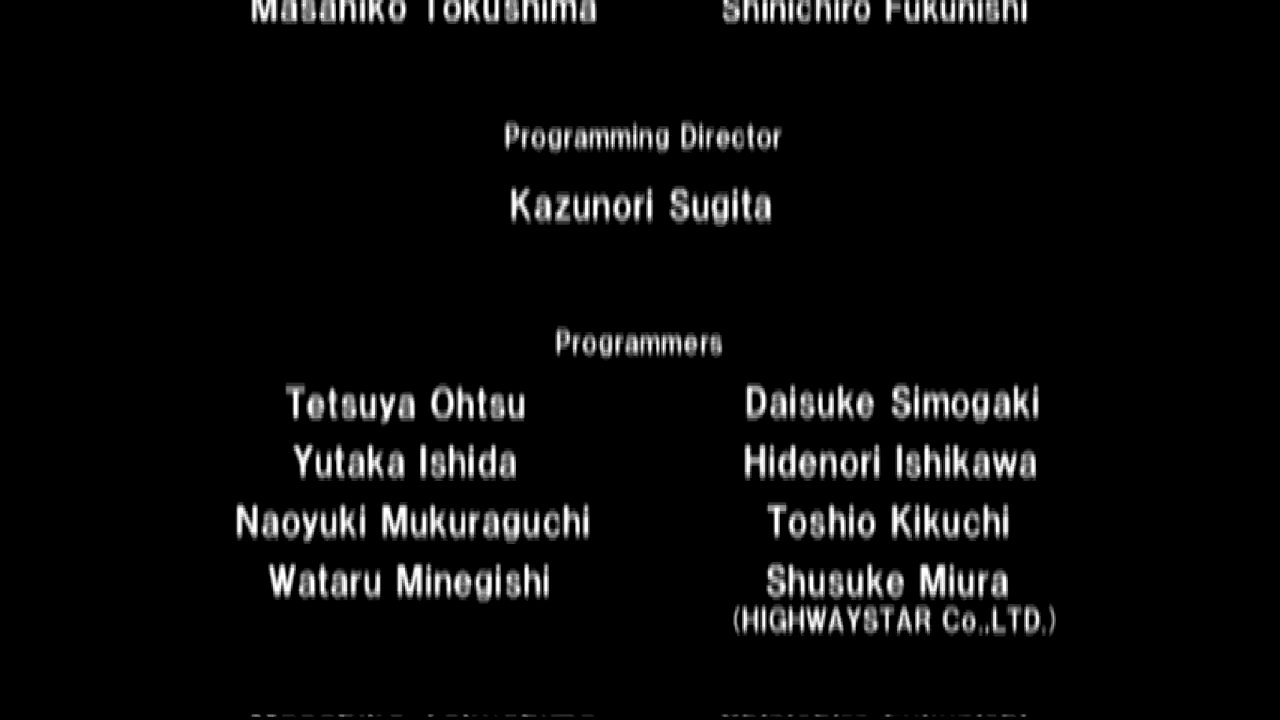 Masahiko Tokushima Shinichiro Fukunishi
Programming Director
Kazunori Sugita
Programmers
Tetsuya Ohtsu Daisuke Simogaki
Yutaka Ishida Hidenori Ishikawa
Naoyuki Mukuraguchi Toshio Kikuchi
Wataru Minegishi Shusuke Miura
(HIGHWAYSTAR Co.,LTD.)